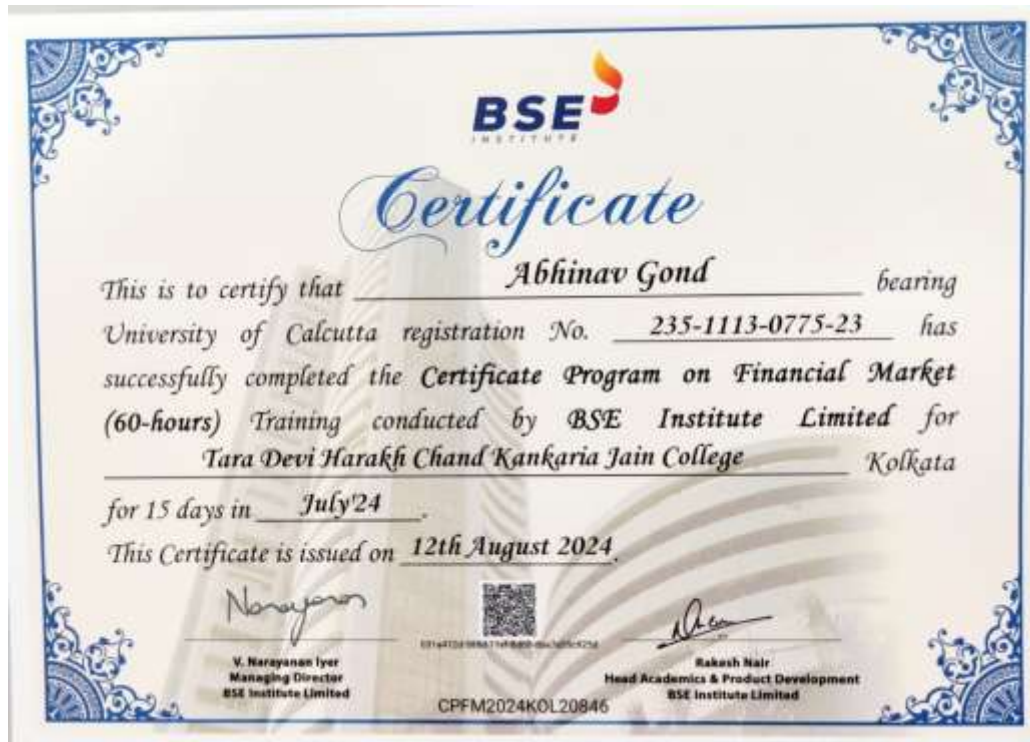 BSE
INSTITUTE
Certificate
This is to certify that Abhinav Gond bearing
University of Calcutta registration No. 235-1113-0775-23 has
successfully completed the Certificate Program on Financial Market
(60-hours) Training conducted by BSE Institute Limited for
Tara Devi Harakh Chand Kankaria Jain College Kolkata
for 15 days in July'24.
This Certificate is issued on 12th August 2024.
Narayanan
V. Narayanan Iyer
Managing Director
BSE Institute Limited
Rakesh Nair
Head Academics & Product Development
BSE Institute Limited
CPFM2024KOL20846